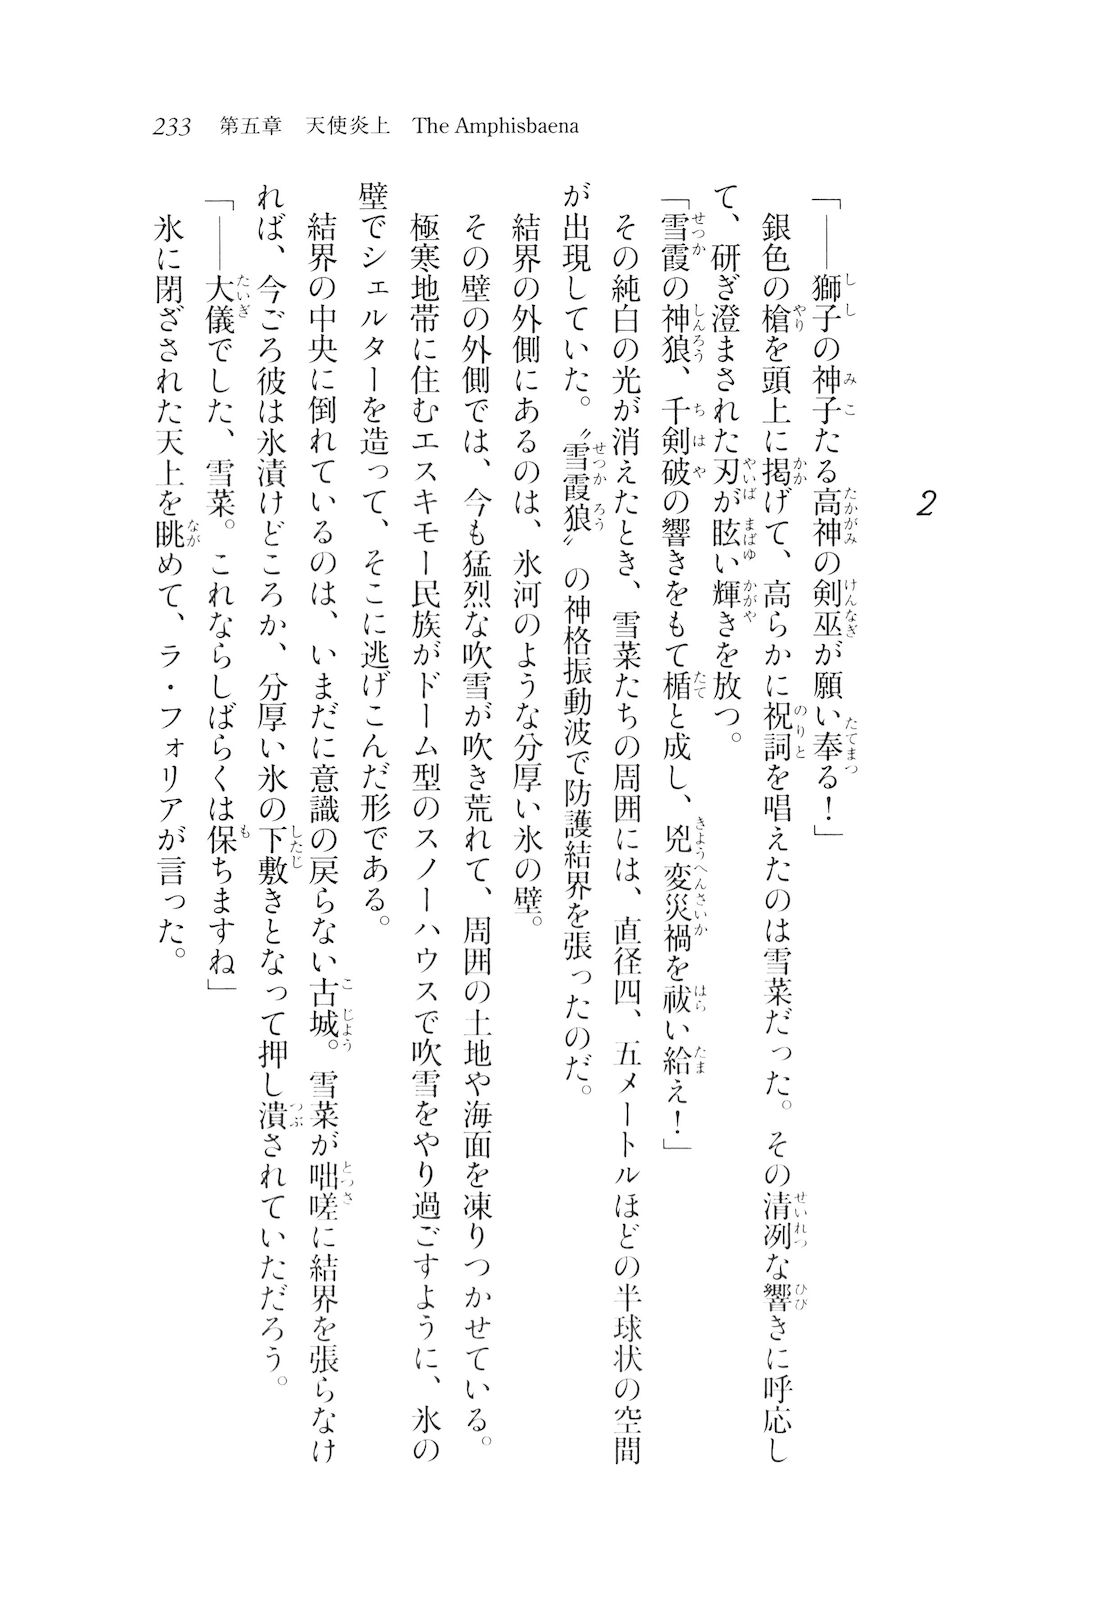 233　第五章　天使炎上　The Amphisbaena
2
「――獅子の神子たる高神の剣巫が願い奉る！」
　銀色の槍を頭上に掲げて、高らかに祝詞を唱えたのは雪菜だった。その清冽な響きに呼応し
て、研ぎ澄まされた刃が眩い輝きを放つ。
「雪霞の神狼、千剣破の響きをもて楯と成し、兇変災禍を祓い給え！」
　その純白の光が消えたとき、雪菜たちの周囲には、直径四、五メートルほどの半球状の空間
が出現していた。〝雪霞狼〟の神格振動波で防護結界を張ったのだ。
　結界の外側にあるのは、氷河のような分厚い氷の壁。
　その壁の外側では、今も猛烈な吹雪が吹き荒れて、周囲の土地や海面を凍りつかせている。
　極寒地帯に住むエスキモー民族がドーム型のスノーハウスで吹雪をやり過ごすように、氷の
壁でシェルターを造って、そこに逃げこんだ形である。
　結界の中央に倒れているのは、いまだに意識の戻らない古城。雪菜が咄嗟に結界を張らなけ
れば、今ごろ彼は氷漬けどころか、分厚い氷の下敷きとなって押し潰されていただろう。
「――大儀でした、雪菜。これならしばらくは保ちますね」
　氷に閉ざされた天上を眺めて、ラ・フォリアが言った。